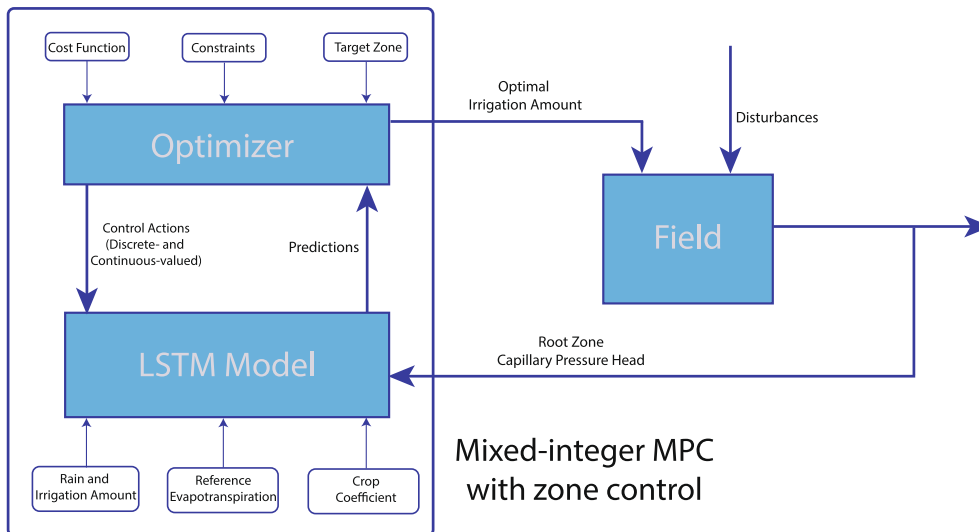 Cost Function
Constraints
Target Zone
Optimizer
Optimal
Irrigation Amount
Disturbances
Control Actions
(Discrete- and
Continuous-valued)
Predictions
Field
LSTM Model
Root Zone
Capillary Pressure Head
Rain and
Irrigation Amount
Reference
Evapotranspiration
Crop
Coefficient
Mixed-integer MPC
with zone control